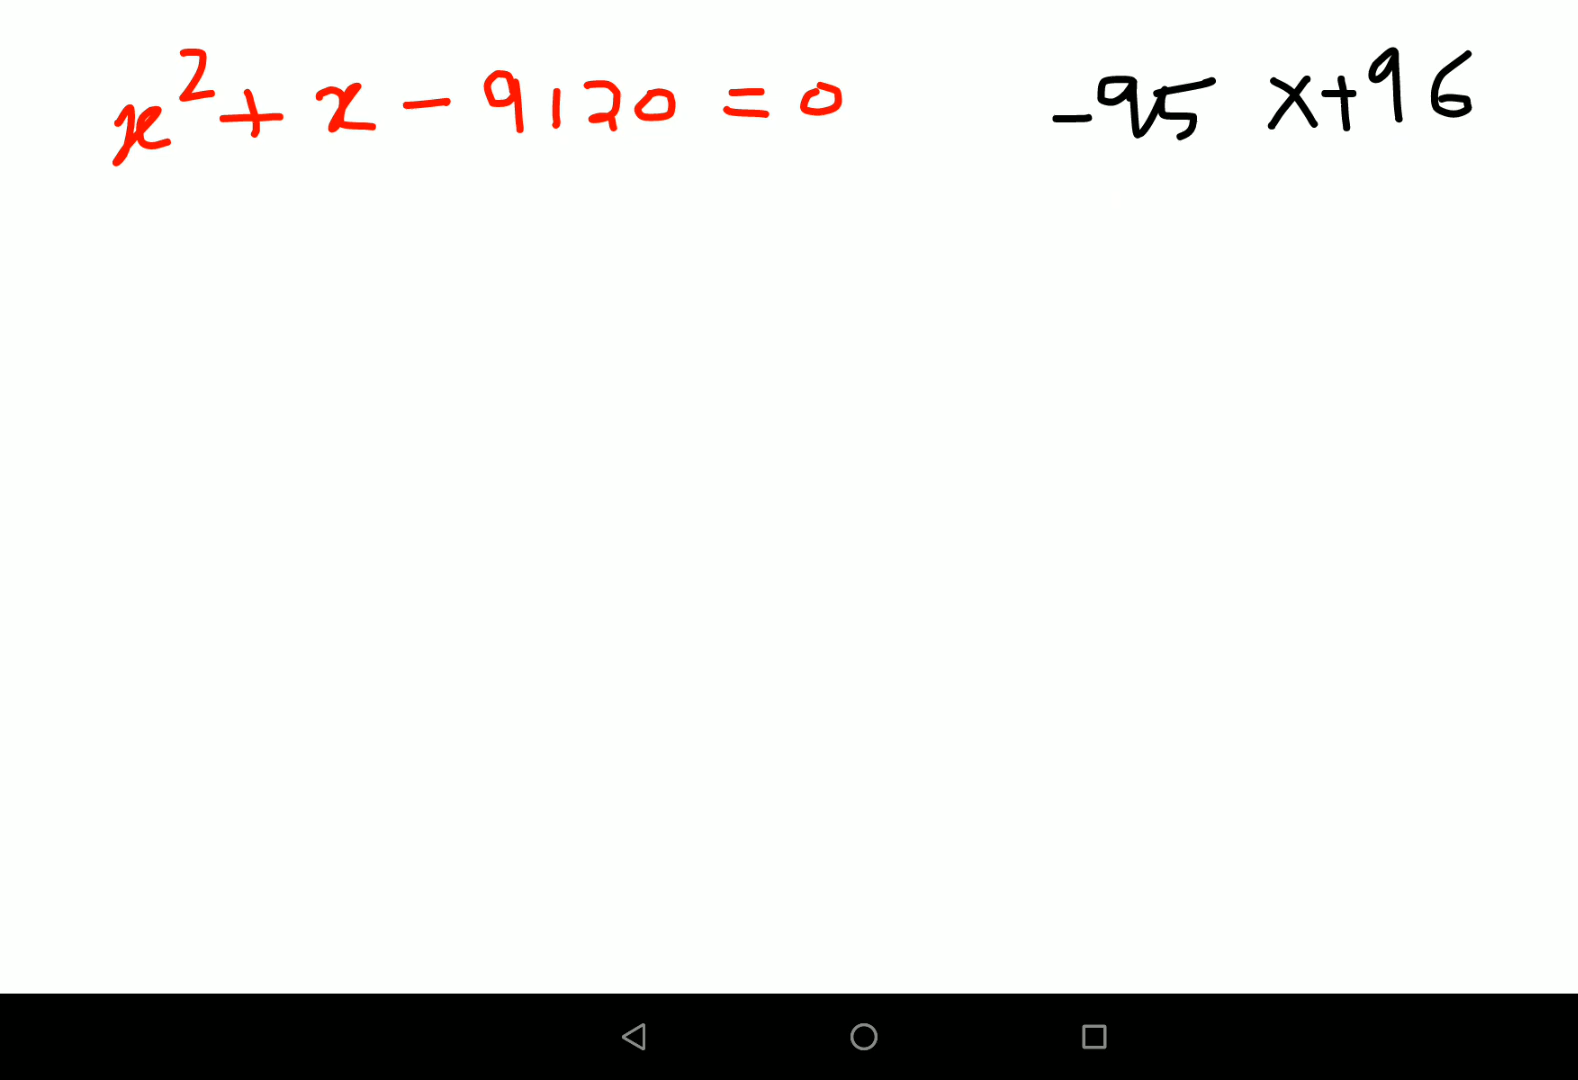 x² + x - 9120 = 0    -95 x +96